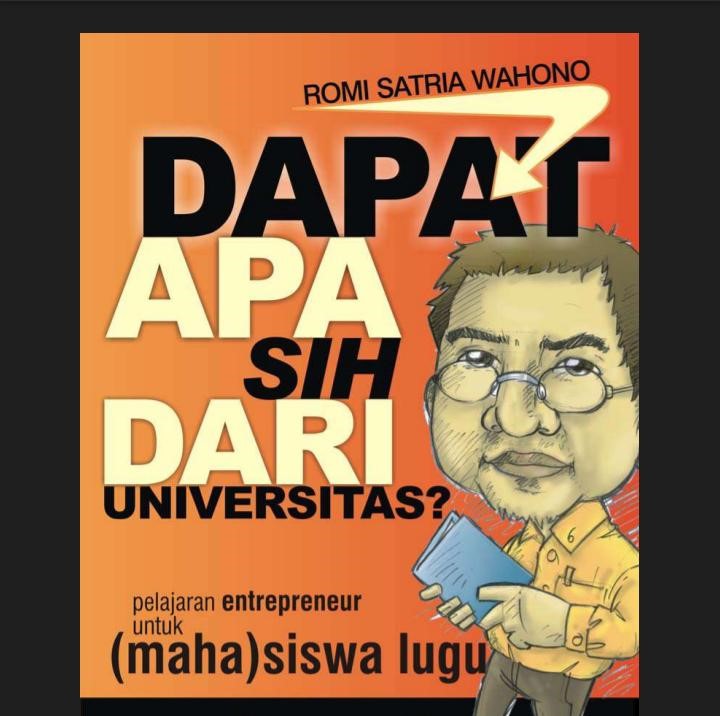 ROMI SATRIA WAHONO
DAPAT
APA
SIH
DARI
UNIVERSITAS?
pelajaran entrepreneur
untuk
(maha)siswa lugu